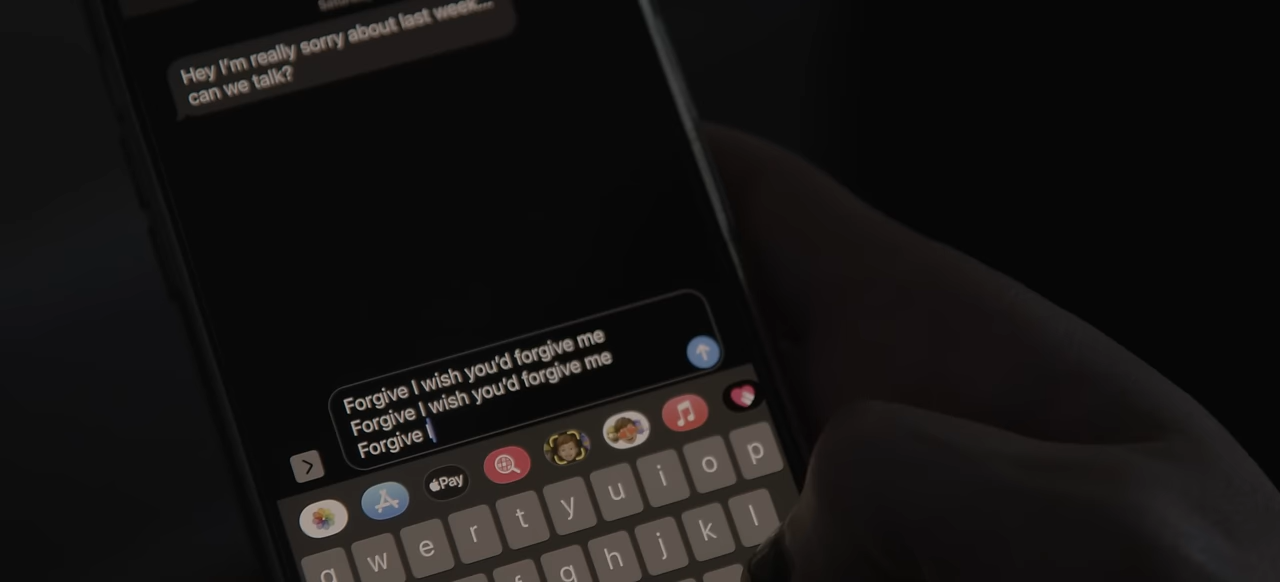 Hey I'm really sorry about last week...
can we talk?
Forgive I wish you'd forgive me
Forgive I wish you'd forgive me
Forgive I
Pay
q w e r t y u i o p
f g h j k l